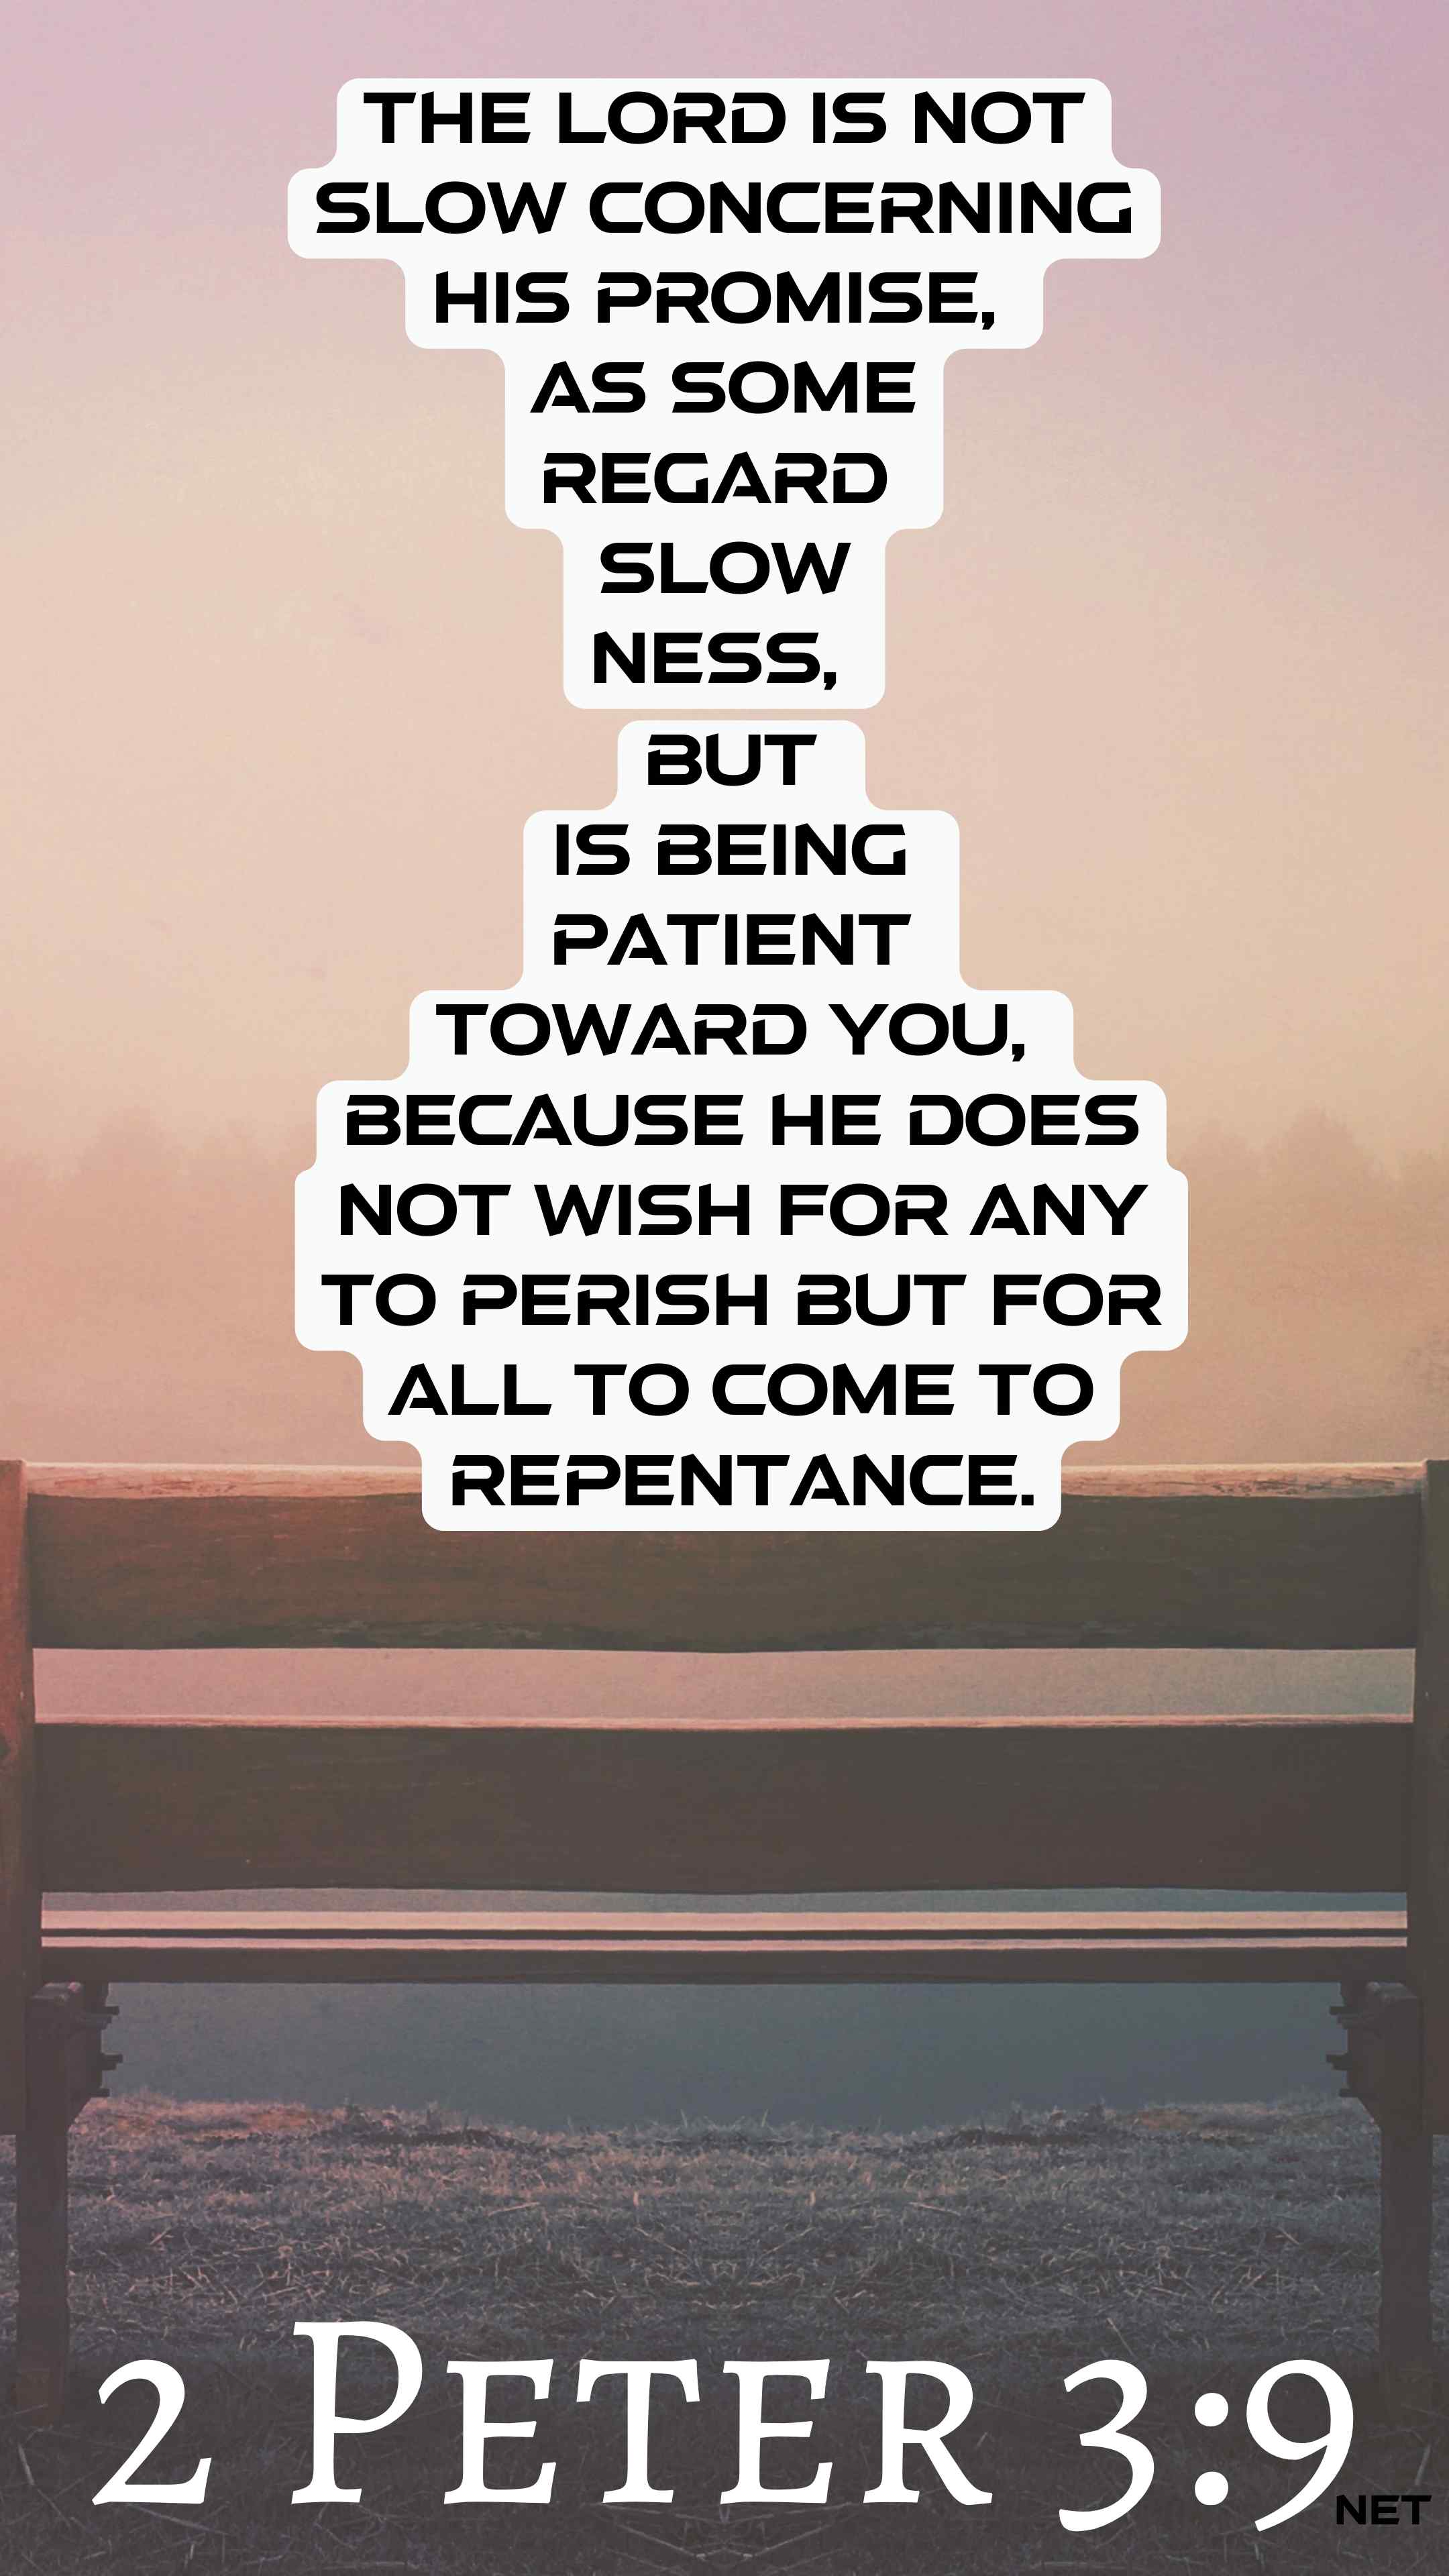 THE LORD IS NOT
SLOW CONCERNING
HIS PROMISE,
AS SOME
REGARD
SLOW
NESS,
BUT
IS BEING
PATIENT
TOWARD YOU,
BECAUSE HE DOES
NOT WISH FOR ANY
TO PERISH BUT FOR
ALL TO COME TO
REPENTANCE.
2 PETER 3:9
NET